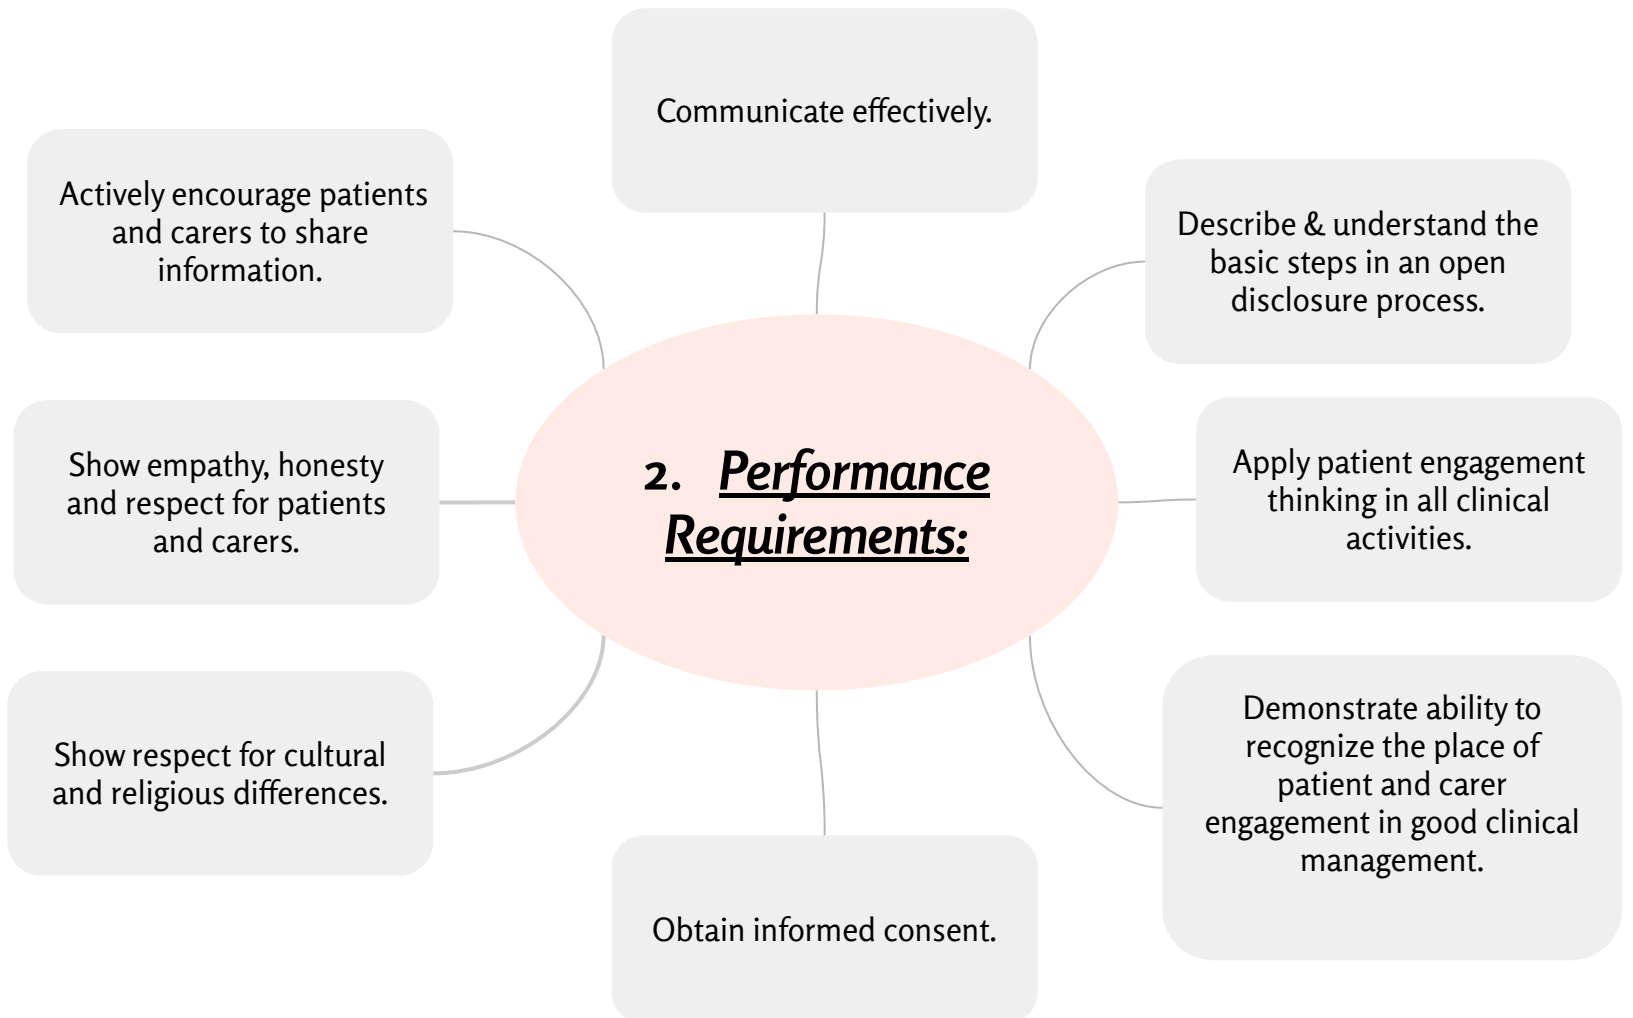 Communicate effectively.
Actively encourage patients
and carers to share
information.
Describe & understand the
basic steps in an open
disclosure process.
Show empathy, honesty
and respect for patients
and carers.
2. Performance
Requirements:
Apply patient engagement
thinking in all clinical
activities.
Show respect for cultural
and religious differences.
Demonstrate ability to
recognize the place of
patient and carer
engagement in good clinical
management.
Obtain informed consent.